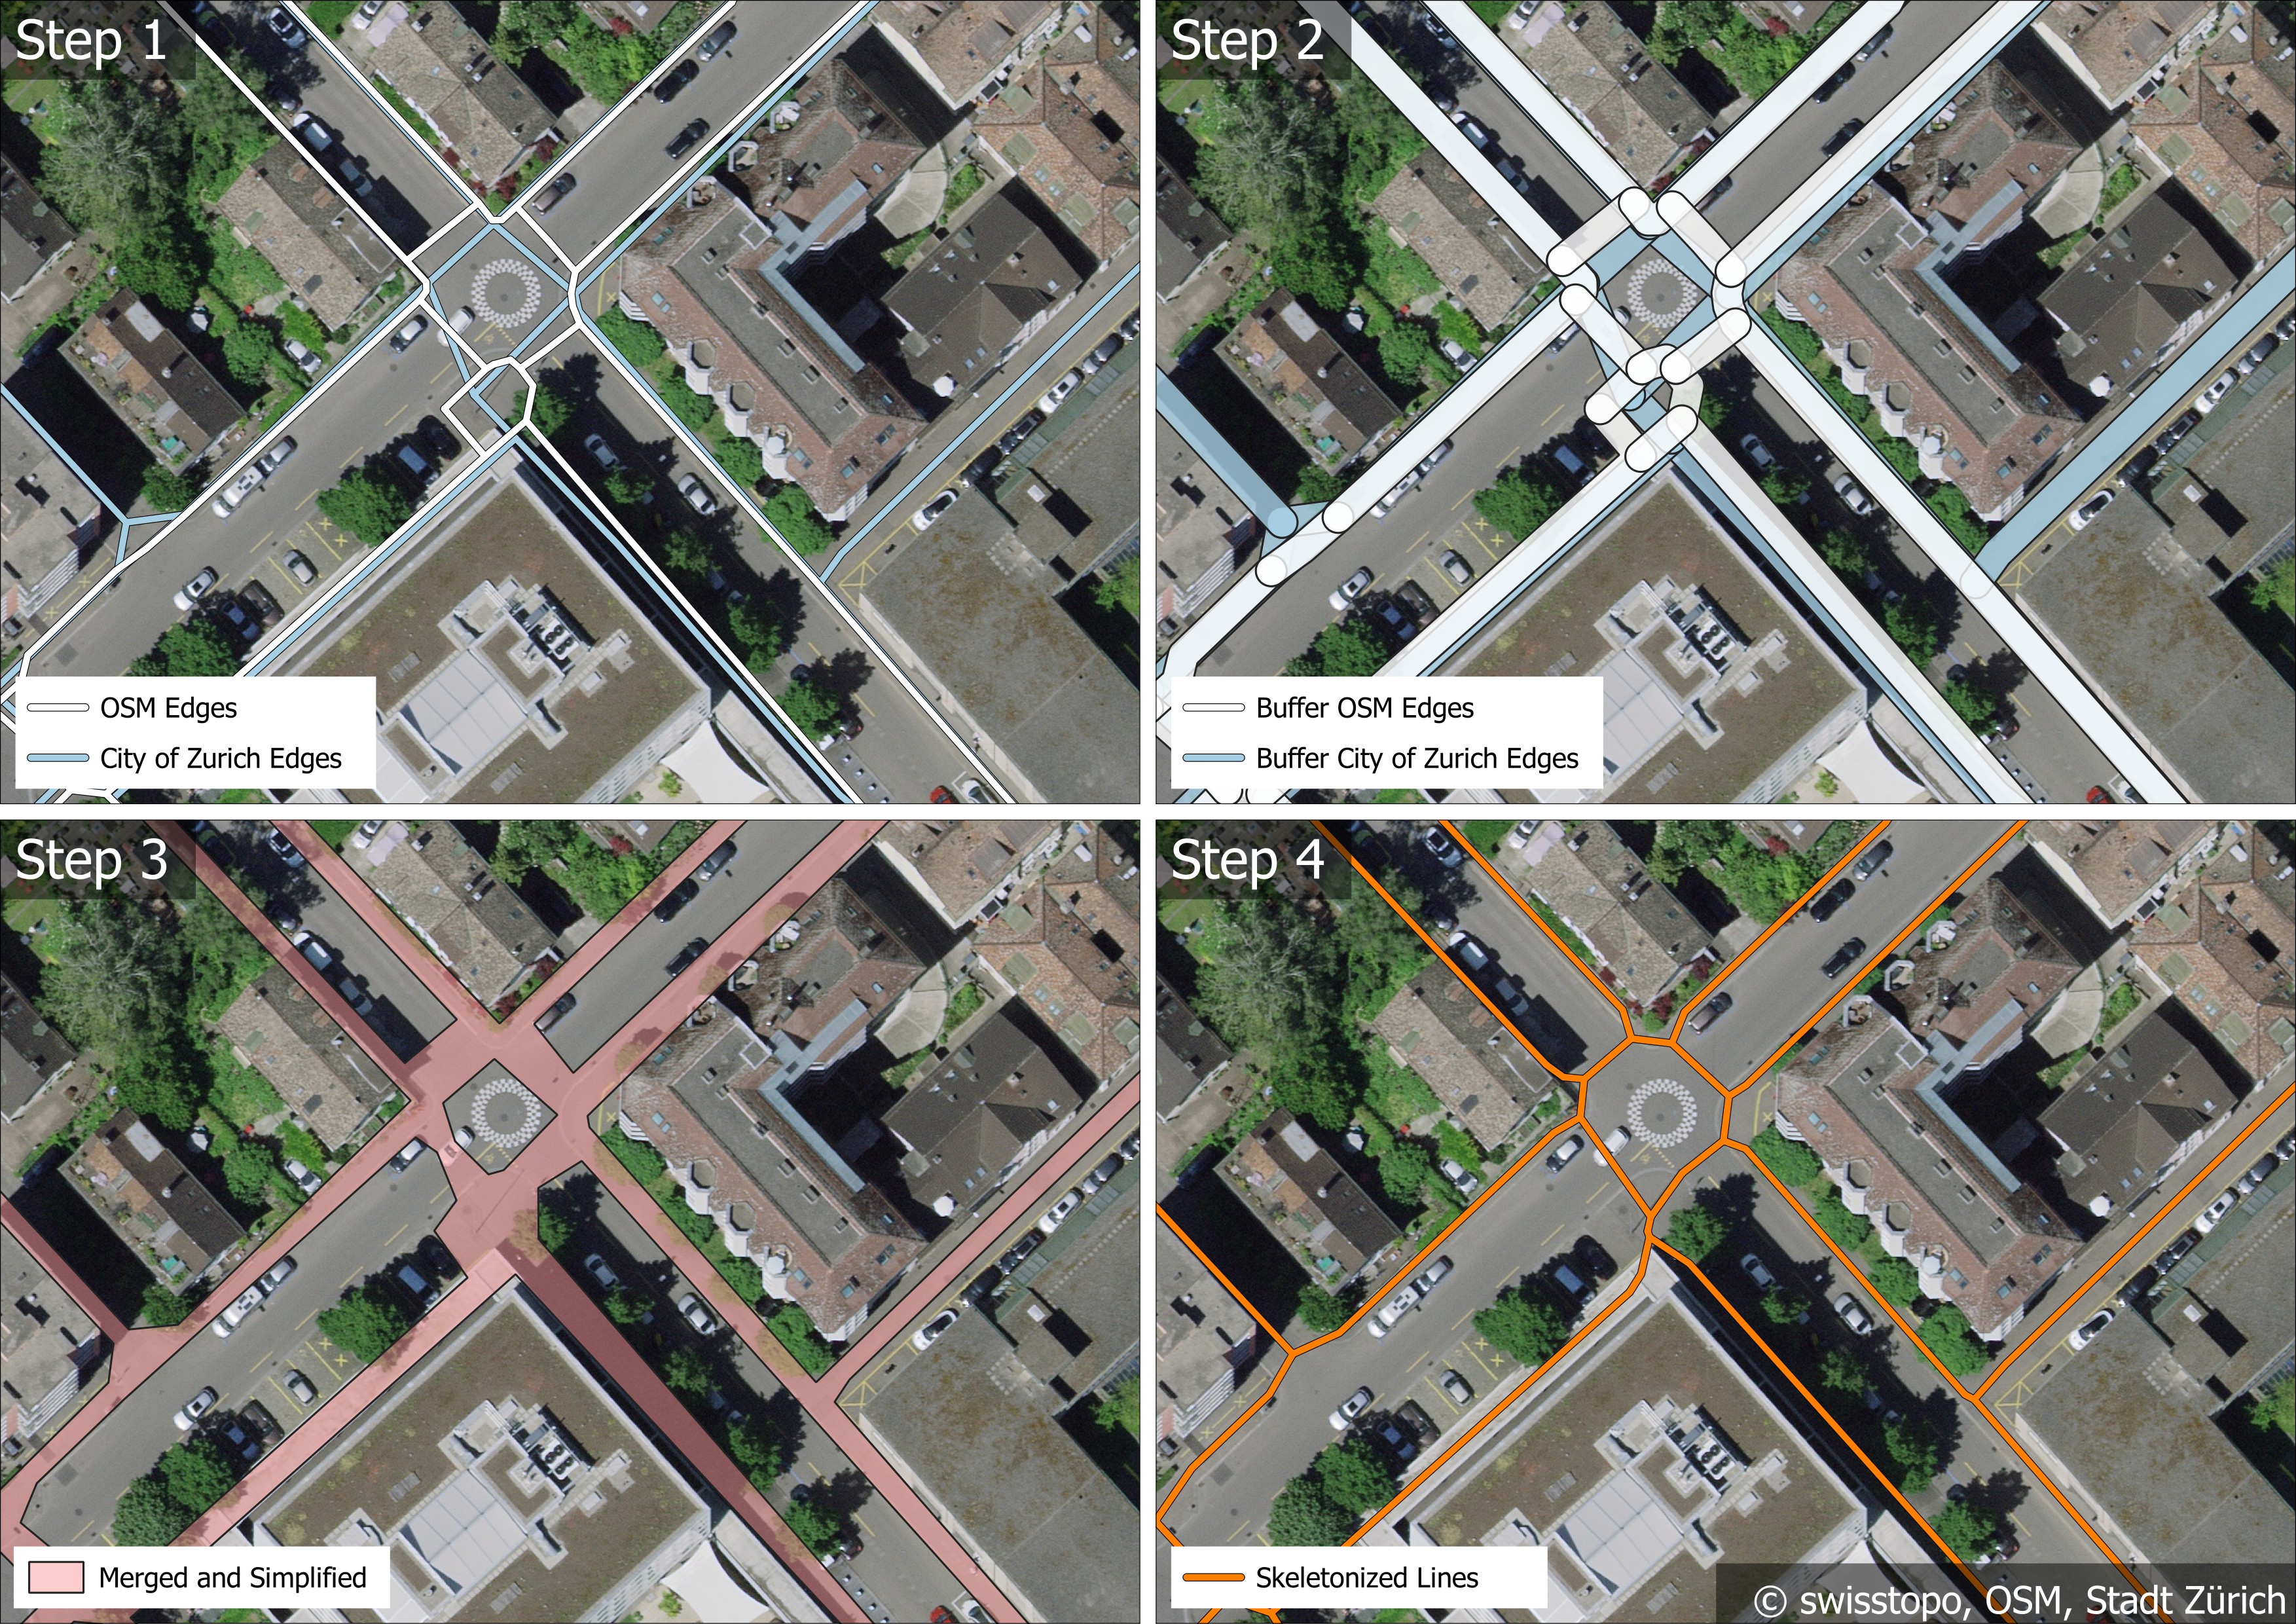 Step 1
OSM Edges
City of Zurich Edges
Step 2
Buffer OSM Edges
Buffer City of Zurich Edges
Step 3
Merged and Simplified
Step 4
Skeletonized Lines
© swisstopo, OSM, Stadt Zürich